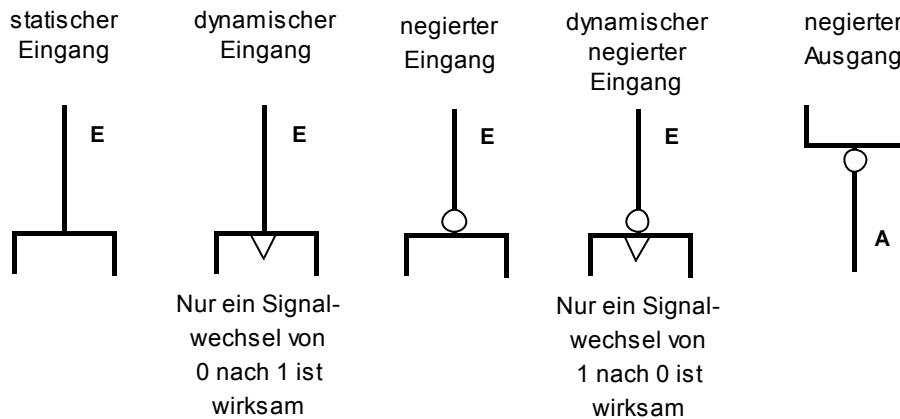 statischer
Eingang
E
dynamischer
Eingang
E
Nur ein Signal-
wechsel von
0 nach 1 ist
wirksam
negierter
Eingang
E
dynamischer
negierter
Eingang
E
Nur ein Signal-
wechsel von
1 nach 0 ist
wirksam
negierter
Ausgang
A